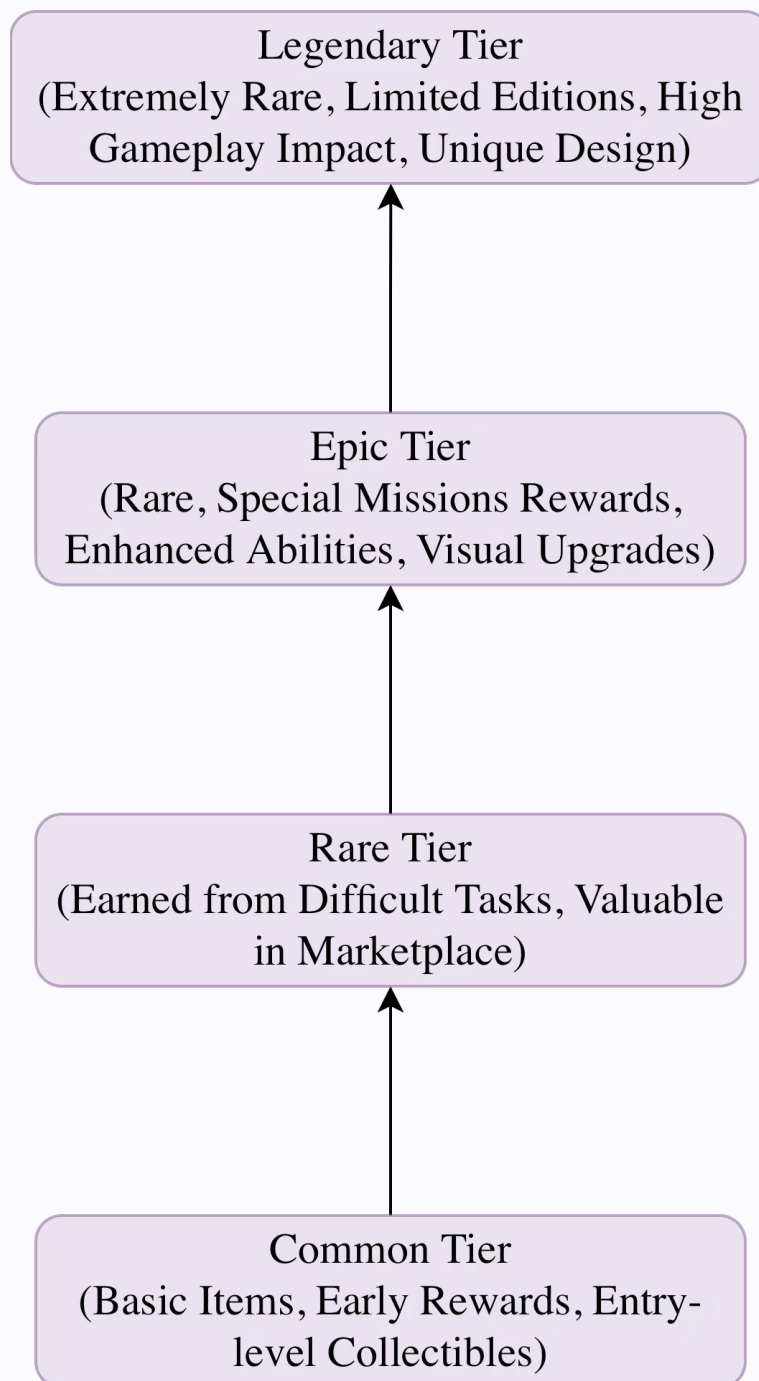 Legendary Tier
(Extremely Rare, Limited Editions, High
Gameplay Impact, Unique Design)
Epic Tier
(Rare, Special Missions Rewards,
Enhanced Abilities, Visual Upgrades)
Rare Tier
(Earned from Difficult Tasks, Valuable
in Marketplace)
Common Tier
(Basic Items, Early Rewards, Entry-
level Collectibles)